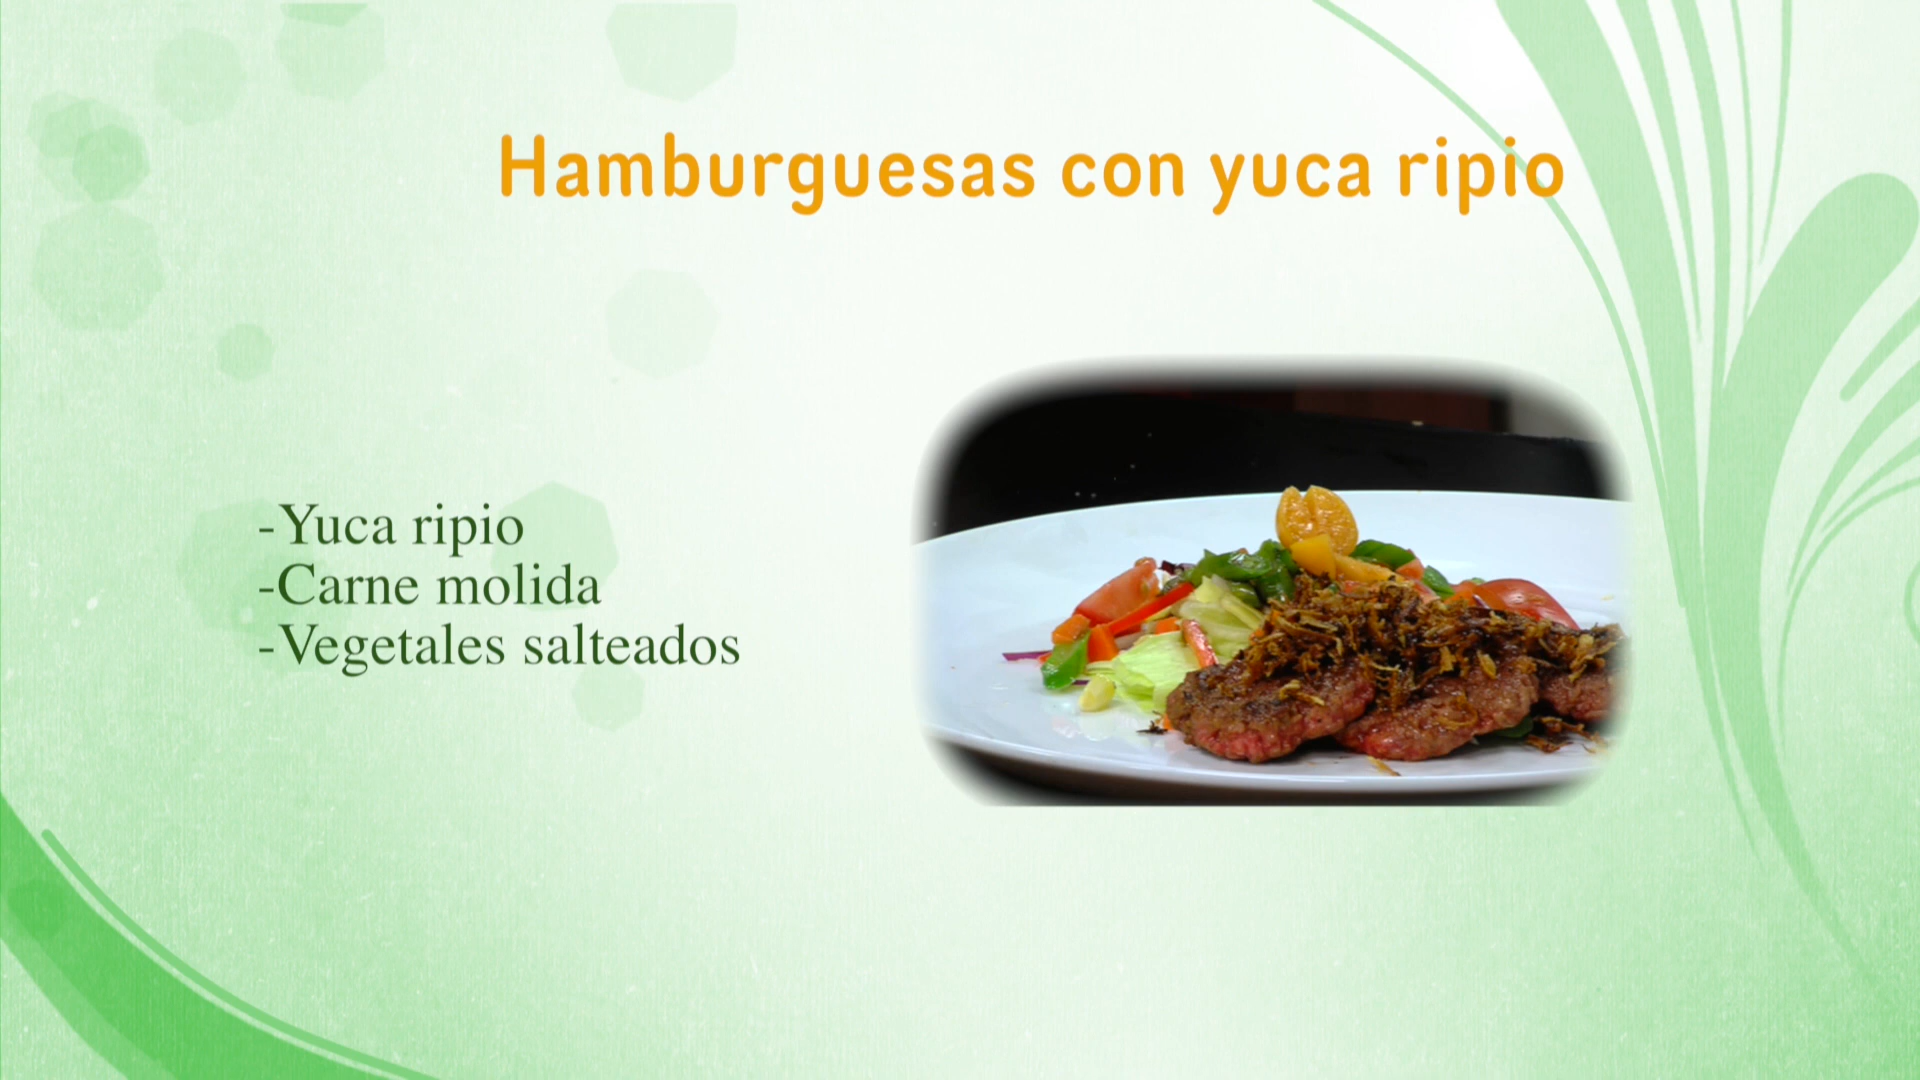 Hamburguesas con yuca ripio
-Yuca ripio
-Carne molida
-Vegetales salteados